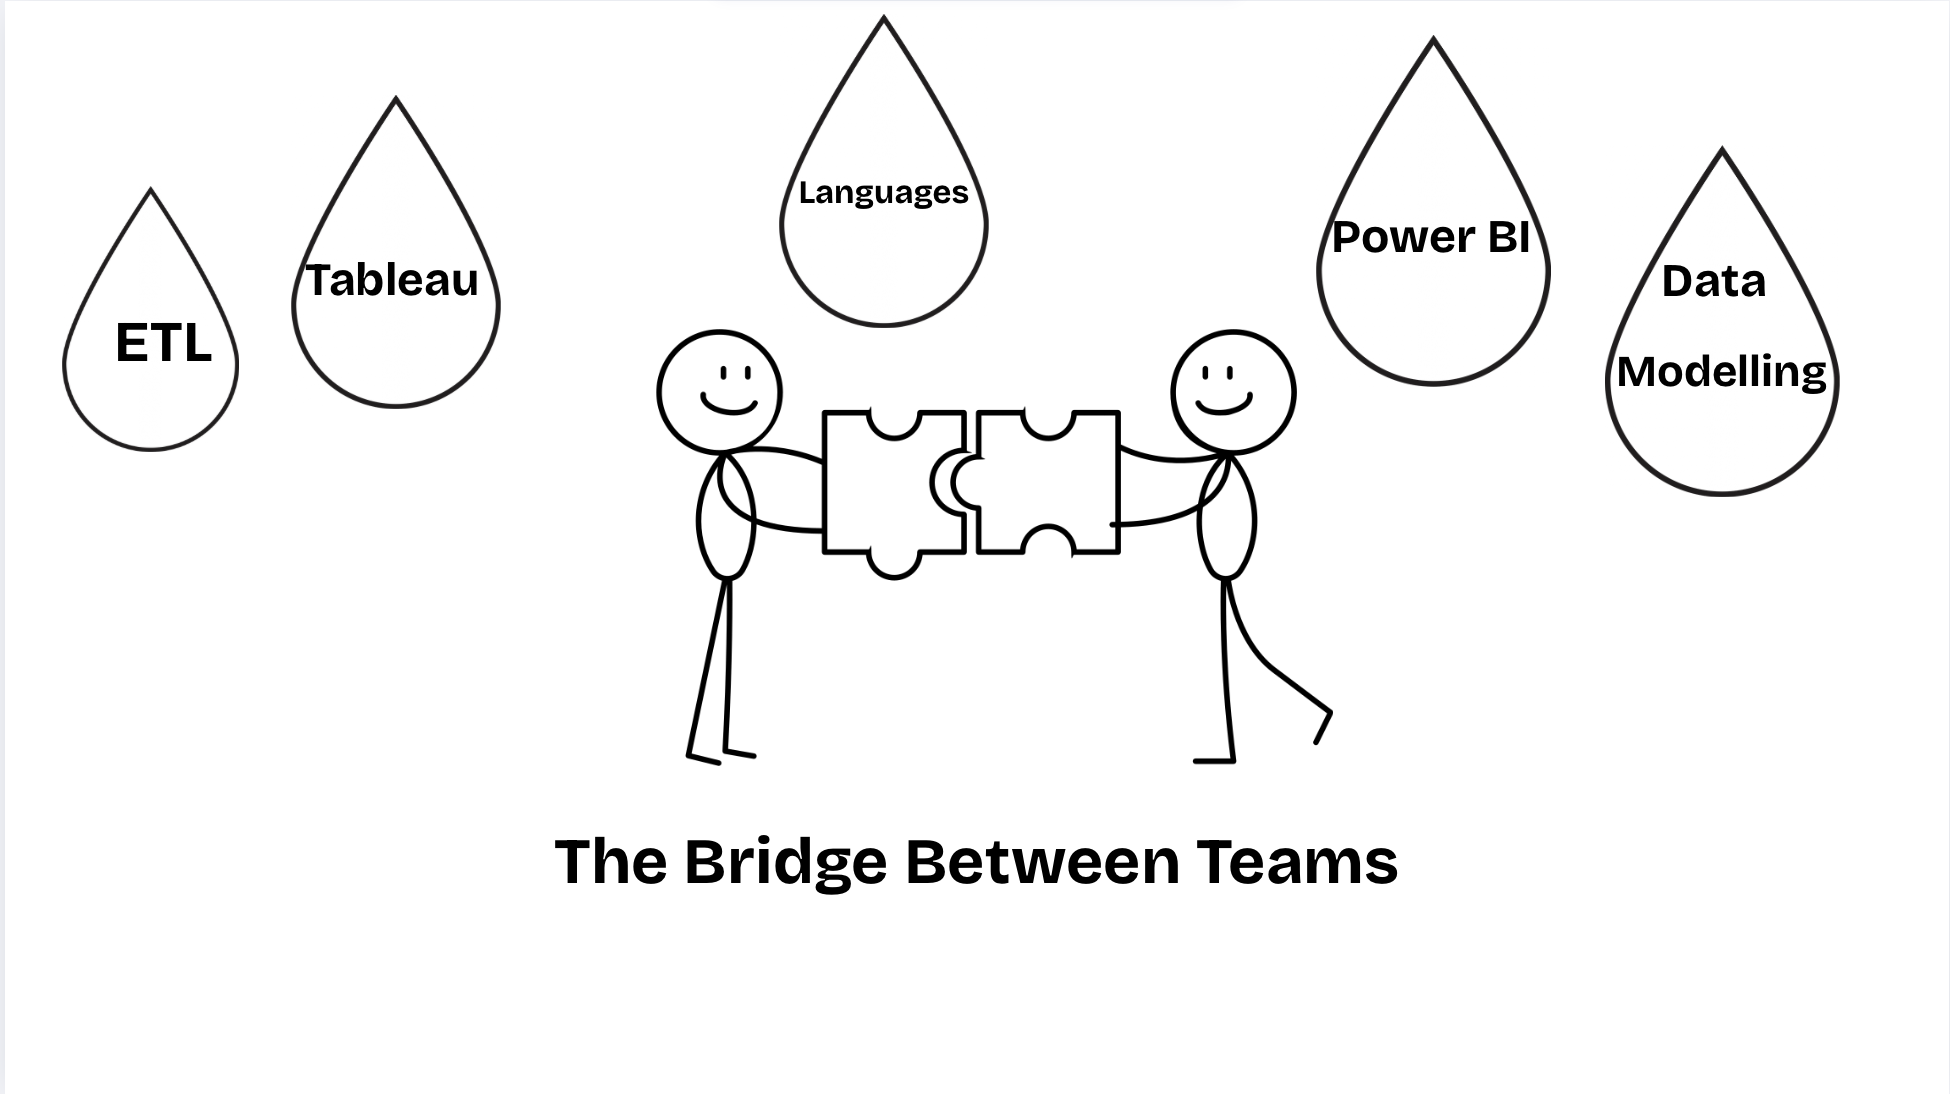 ETL
Tableau
Languages
Power BI
Data
Modelling
The Bridge Between Teams